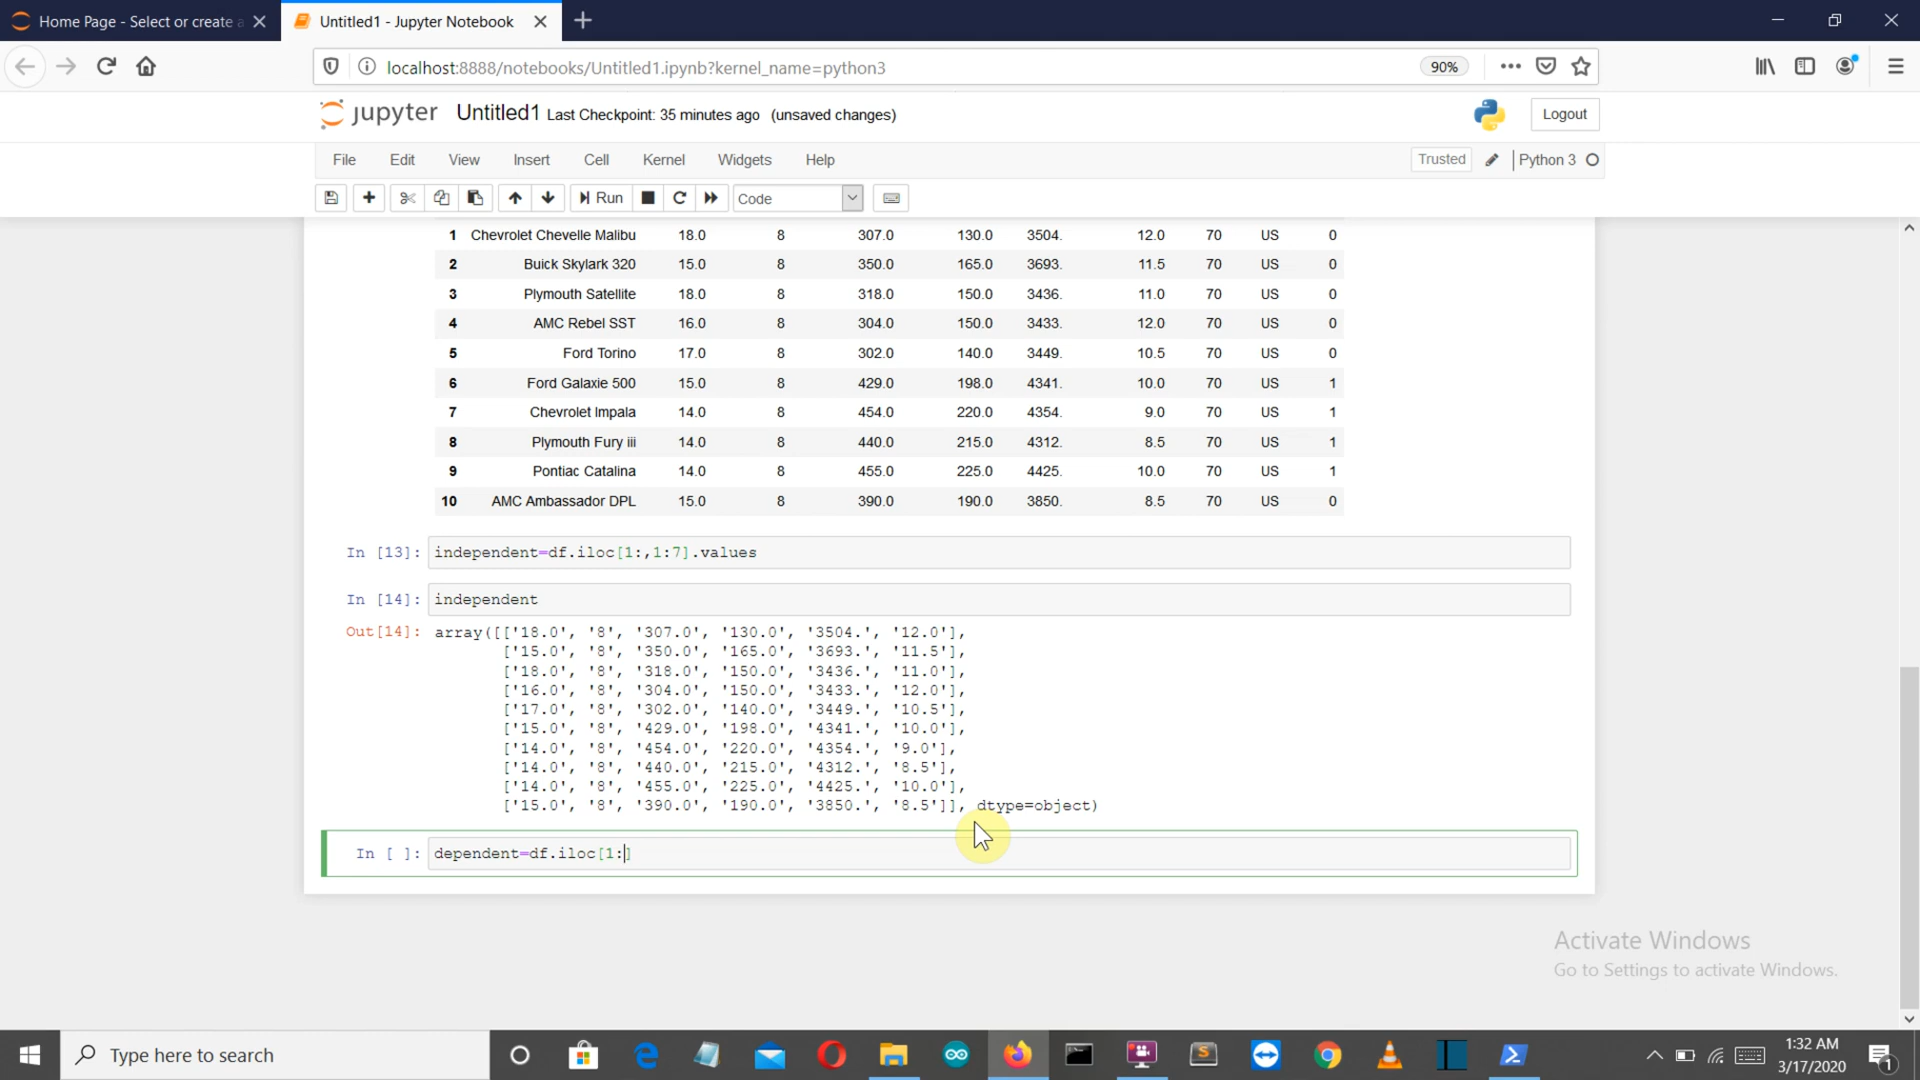 Home Page - Select or create a
Untitled1 - Jupyter Notebook
localhost:8888/notebooks/Untitled1.ipynb?kernel_name=python3
90%
jupyter Untitled1 Last Checkpoint: 35 minutes ago (unsaved changes)
Logout
File Edit View Insert Cell Kernel Widgets Help
Trusted Python 3
Run Code
1 Chevrolet Chevelle Malibu 18.0 8 307.0 130.0 3504. 12.0 70 US 0
2 Buick Skylark 320 15.0 8 350.0 165.0 3693. 11.5 70 US 0
3 Plymouth Satellite 18.0 8 318.0 150.0 3436. 11.0 70 US 0
4 AMC Rebel SST 16.0 8 304.0 150.0 3433. 12.0 70 US 0
5 Ford Torino 17.0 8 302.0 140.0 3449. 10.5 70 US 0
6 Ford Galaxie 500 15.0 8 429.0 198.0 4341. 10.0 70 US 1
7 Chevrolet Impala 14.0 8 454.0 220.0 4354. 9.0 70 US 1
8 Plymouth Fury iii 14.0 8 440.0 215.0 4312. 8.5 70 US 1
9 Pontiac Catalina 14.0 8 455.0 225.0 4425. 10.0 70 US 1
10 AMC Ambassador DPL 15.0 8 390.0 190.0 3850. 8.5 70 US 0
In [13]: independent=df.iloc[1:,1:7].values
In [14]: independent
Out[14]: array([['18.0', '8', '307.0', '130.0', '3504.', '12.0'],
['15.0', '8', '350.0', '165.0', '3693.', '11.5'],
['18.0', '8', '318.0', '150.0', '3436.', '11.0'],
['16.0', '8', '304.0', '150.0', '3433.', '12.0'],
['17.0', '8', '302.0', '140.0', '3449.', '10.5'],
['15.0', '8', '429.0', '198.0', '4341.', '10.0'],
['14.0', '8', '454.0', '220.0', '4354.', '9.0'],
['14.0', '8', '440.0', '215.0', '4312.', '8.5'],
['14.0', '8', '455.0', '225.0', '4425.', '10.0'],
['15.0', '8', '390.0', '190.0', '3850.', '8.5']], dtype=object)
In [ ]: dependent=df.iloc[1:]
Activate Windows
Go to Settings to activate Windows.
Type here to search
1:32 AM
3/17/2020
1